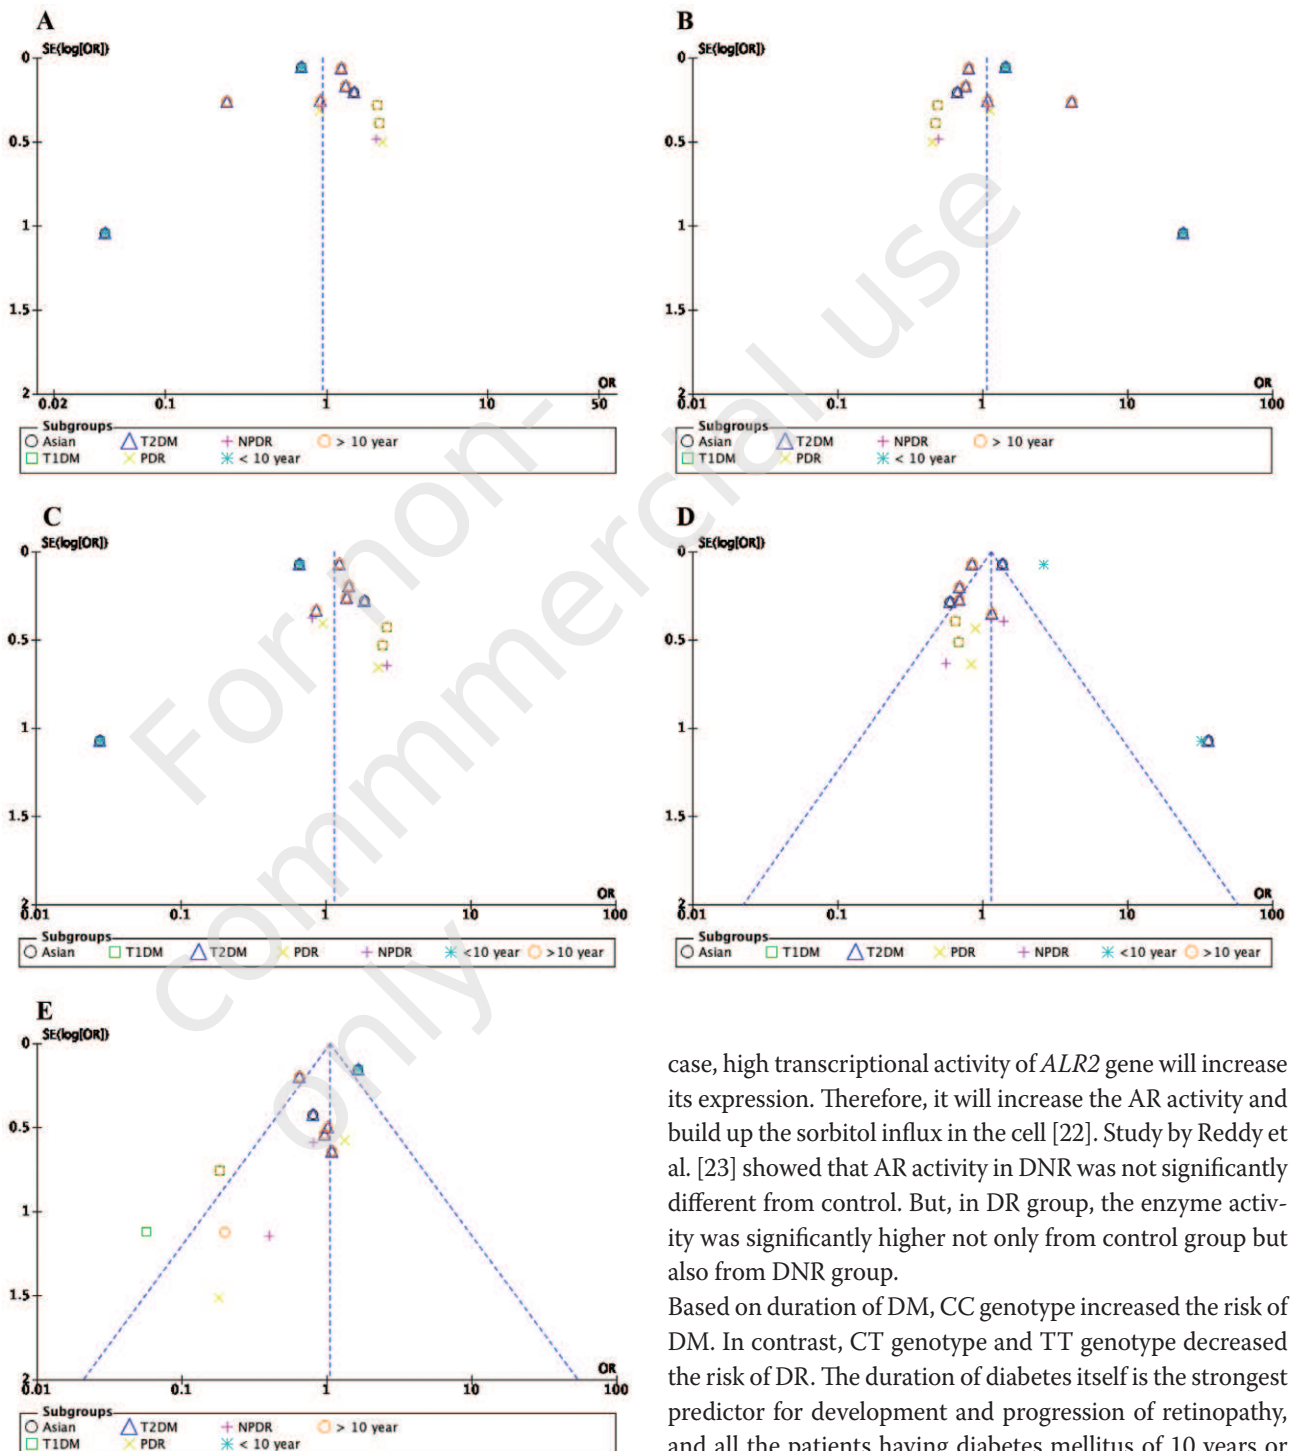 A
SE(log[OR])
0
0.5
1
1.5
2
0.02 0.1 1 10 50
OR
Subgroups
Asian T2DM NPDR > 10 year
T1DM PDR < 10 year
B
SE(log[OR])
0
0.5
1
1.5
2
0.01 0.1 1 10 100
OR
Subgroups
Asian T2DM NPDR > 10 year
T1DM PDR < 10 year
C
SE(log[OR])
0
0.5
1
1.5
2
0.01 0.1 1 10 100
OR
Subgroups
Asian T1DM T2DM PDR NPDR <10 year >10 year
D
SE(log[OR])
0
0.5
1
1.5
2
0.01 0.1 1 10 100
OR
Subgroups
Asian T1DM T2DM PDR NPDR <10 year >10 year
E
SE(log[OR])
0
0.5
1
1.5
2
0.01 0.1 1 10 100
OR
Subgroups
Asian T2DM NPDR > 10 year
T1DM PDR < 10 year
case, high transcriptional activity of ALR2 gene will increase
its expression. Therefore, it will increase the AR activity and
build up the sorbitol influx in the cell [22]. Study by Reddy et
al. [23] showed that AR activity in DNR was not significantly
different from control. But, in DR group, the enzyme activ-
ity was significantly higher not only from control group but
also from DNR group.
Based on duration of DM, CC genotype increased the risk of
DM. In contrast, CT genotype and TT genotype decreased
the risk of DR. The duration of diabetes itself is the strongest
predictor for development and progression of retinopathy,
and all the patients having diabetes mellitus of 10 years or
For non-
commmercial use
only